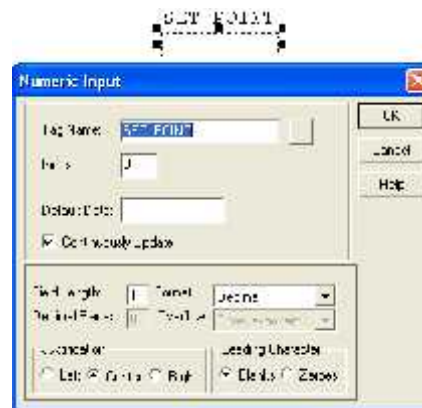 SET POINT
Numeric Input
OK
Tag Name: SET POINT
Cancel
Help
Default Data:
Continuously Update
Field Length: Format: Decimal
Justification Leading Character
Left Center Right Blanks Zeroes